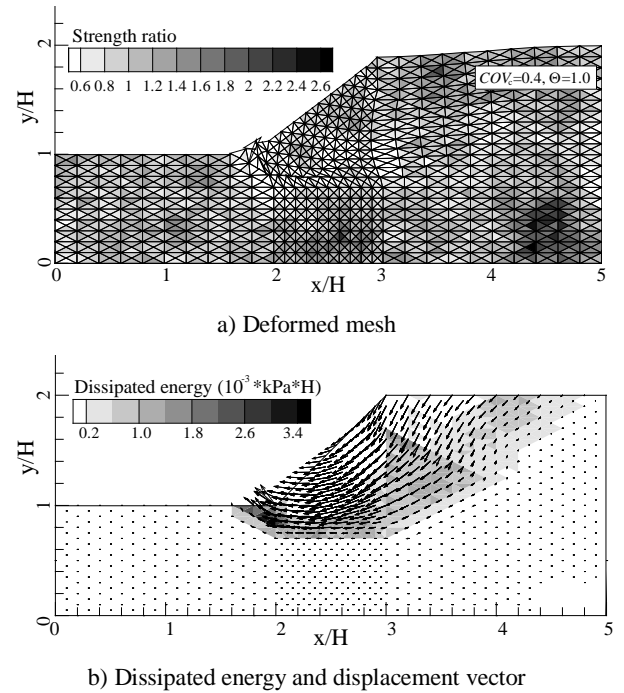 2
Strength ratio
0.6 0.8 1 1.2 1.4 1.6 1.8 2 2.2 2.4 2.6
COVc=0.4, Θ=1.0
y/H
1
0
0 1 2 3 4 5
x/H
a) Deformed mesh
2
Dissipated energy (10⁻³*kPa*H)
0.2 1.0 1.8 2.6 3.4
y/H
1
0
0 1 2 3 4 5
x/H
b) Dissipated energy and displacement vector